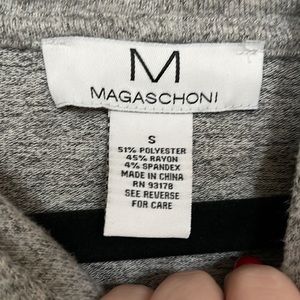 M
MAGASCHONI
S
51% POLYESTER
45% RAYON
4% SPANDEX
MADE IN CHINA
RN 93178
SEE REVERSE
FOR CARE